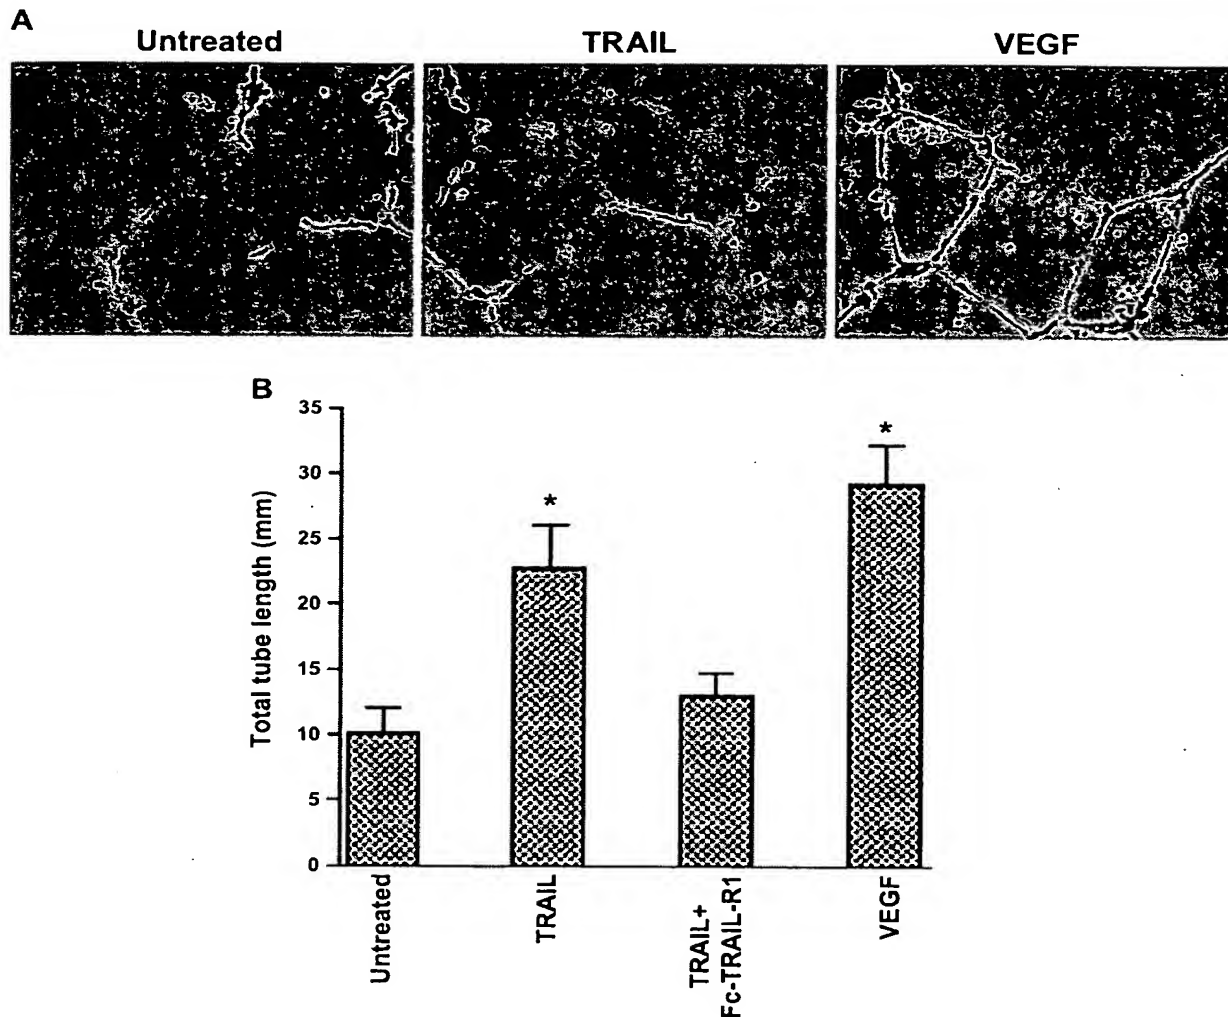 A
Untreated
TRAIL
VEGF
B
Total tube length (mm)
35
30
25
20
15
10
5
0
*
*
Untreated
TRAIL
TRAIL+
Fc-TRAIL-R1
VEGF